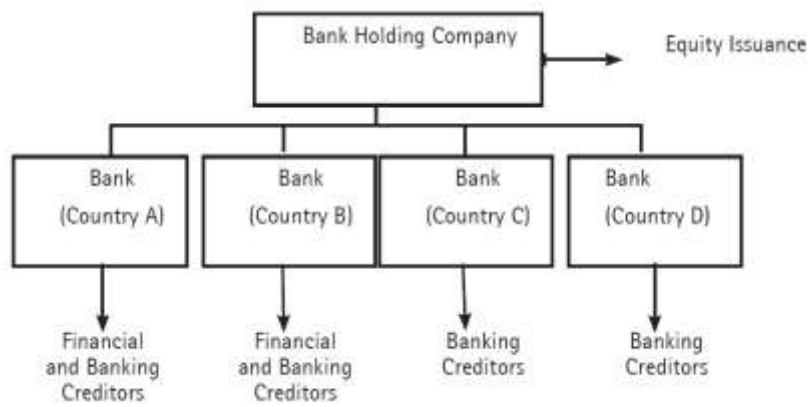 Bank Holding Company
Equity Issuance
Bank
(Country A)
Bank
(Country B)
Bank
(Country C)
Bank
(Country D)
Financial
and Banking
Creditors
Financial
and Banking
Creditors
Banking
Creditors
Banking
Creditors